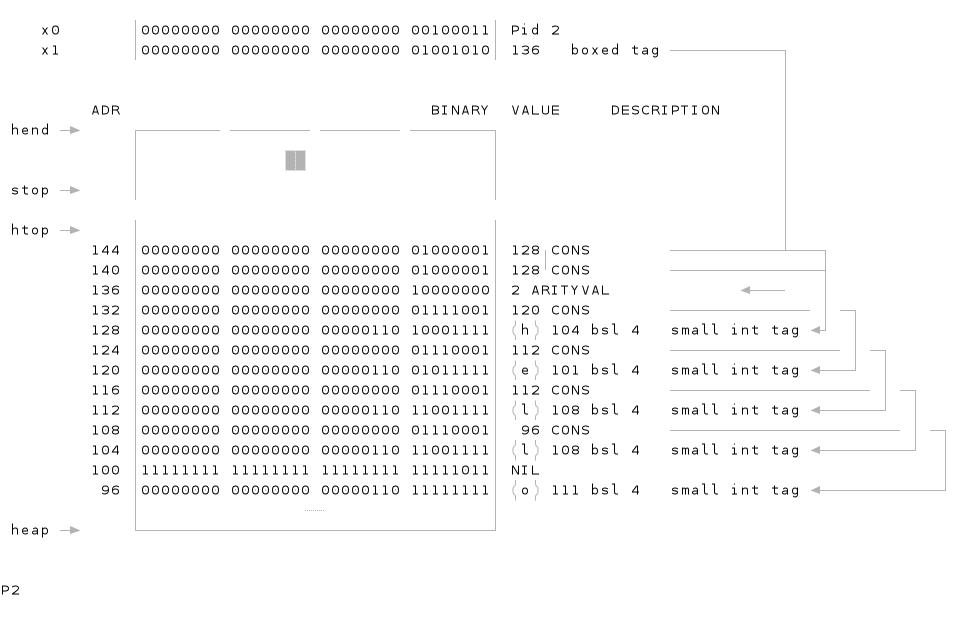 x0 00000000 00000000 00000000 00100011 Pid 2
x1 00000000 00000000 00000000 01001010 136 boxed tag
ADR BINARY VALUE DESCRIPTION
hend
stop
htop
144 00000000 00000000 00000000 01000001 128 CONS
140 00000000 00000000 00000000 01000001 128 CONS
136 00000000 00000000 00000000 10000000 2 ARITYVAL
132 00000000 00000000 00000000 01111001 120 CONS
128 00000000 00000000 00000110 10001111 (h) 104 bsl 4 small int tag
124 00000000 00000000 00000000 01110001 112 CONS
120 00000000 00000000 00000110 01011111 (e) 101 bsl 4 small int tag
116 00000000 00000000 00000000 01110001 112 CONS
112 00000000 00000000 00000110 11001111 (l) 108 bsl 4 small int tag
108 00000000 00000000 00000000 01110001 96 CONS
104 00000000 00000000 00000110 11001111 (l) 108 bsl 4 small int tag
100 11111111 11111111 11111111 11111011 NIL
96 00000000 00000000 00000110 11111111 (o) 111 bsl 4 small int tag
heap
P2